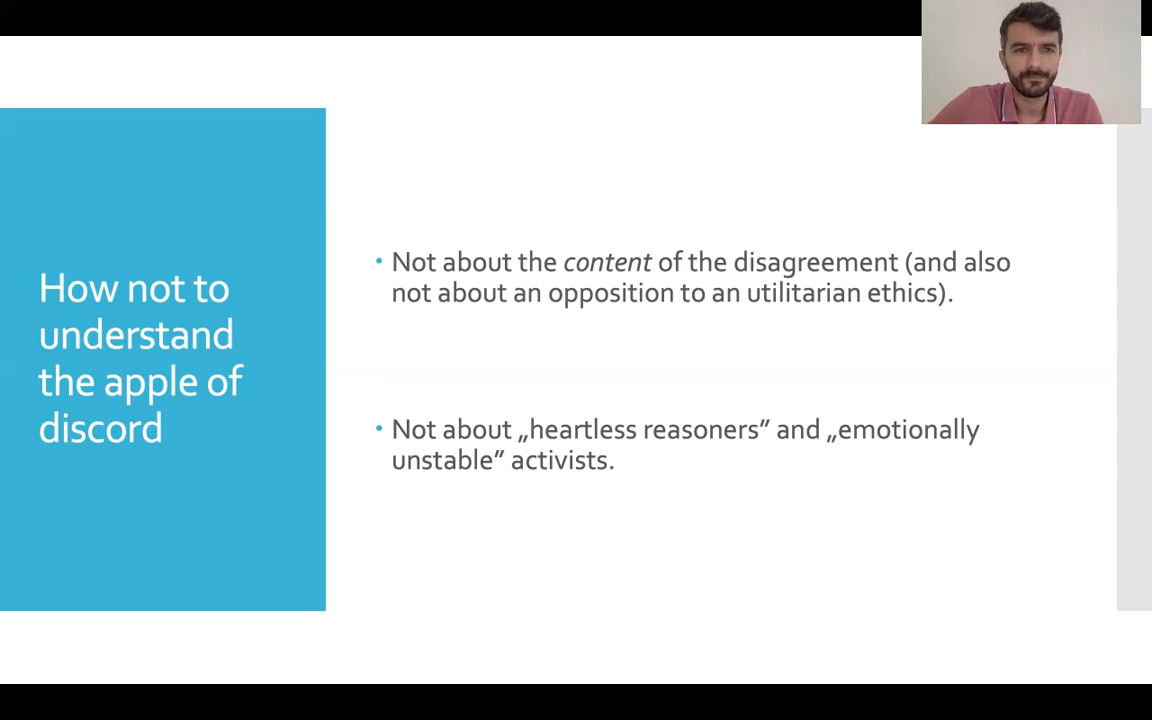 How not to
understand
the apple of
discord
• Not about the content of the disagreement (and also
not about an opposition to an utilitarian ethics).
• Not about „heartless reasoners” and „emotionally
unstable” activists.